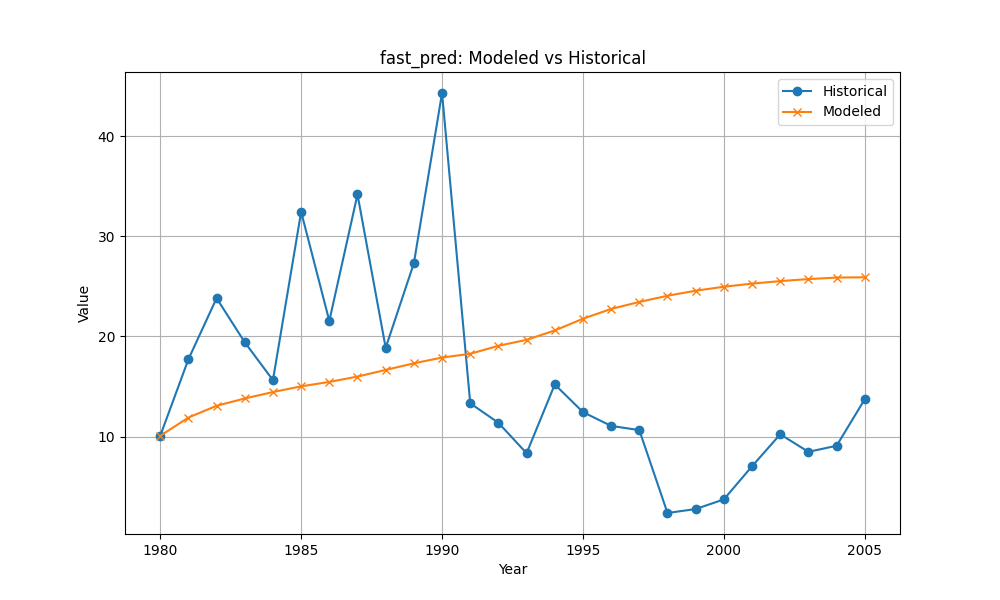 fast_pred: Modeled vs Historical
Historical
Modeled
Value
40
30
20
10
1980
1985
1990
1995
2000
2005
Year